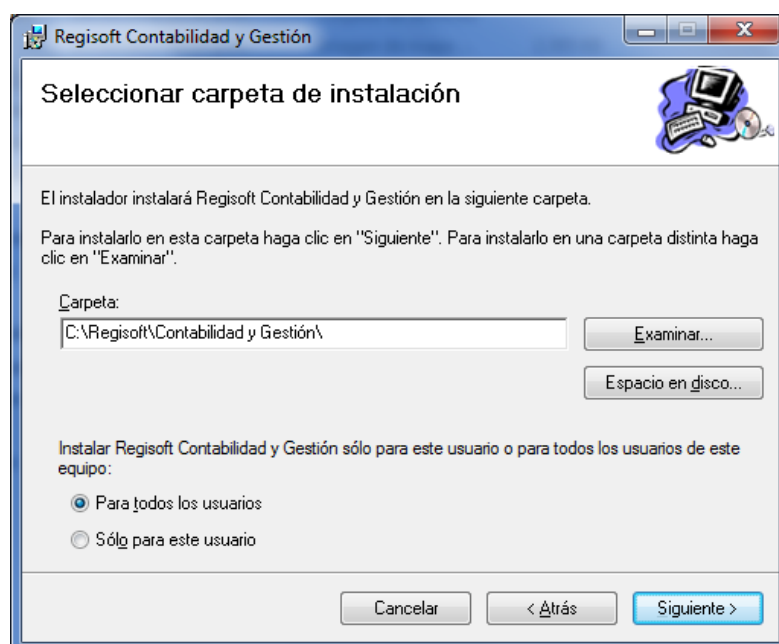 Regisoft Contabilidad y Gestión
Seleccionar carpeta de instalación
El instalador instalará Regisoft Contabilidad y Gestión en la siguiente carpeta.
Para instalarlo en esta carpeta haga clic en "Siguiente". Para instalarlo en una carpeta distinta haga
clic en "Examinar".
Carpeta:
C:\Regisoft\Contabilidad y Gestión\
Examinar...
Espacio en disco...
Instalar Regisoft Contabilidad y Gestión sólo para este usuario o para todos los usuarios de este
equipo:
Para todos los usuarios
Sólo para este usuario
Cancelar
< Atrás
Siguiente >